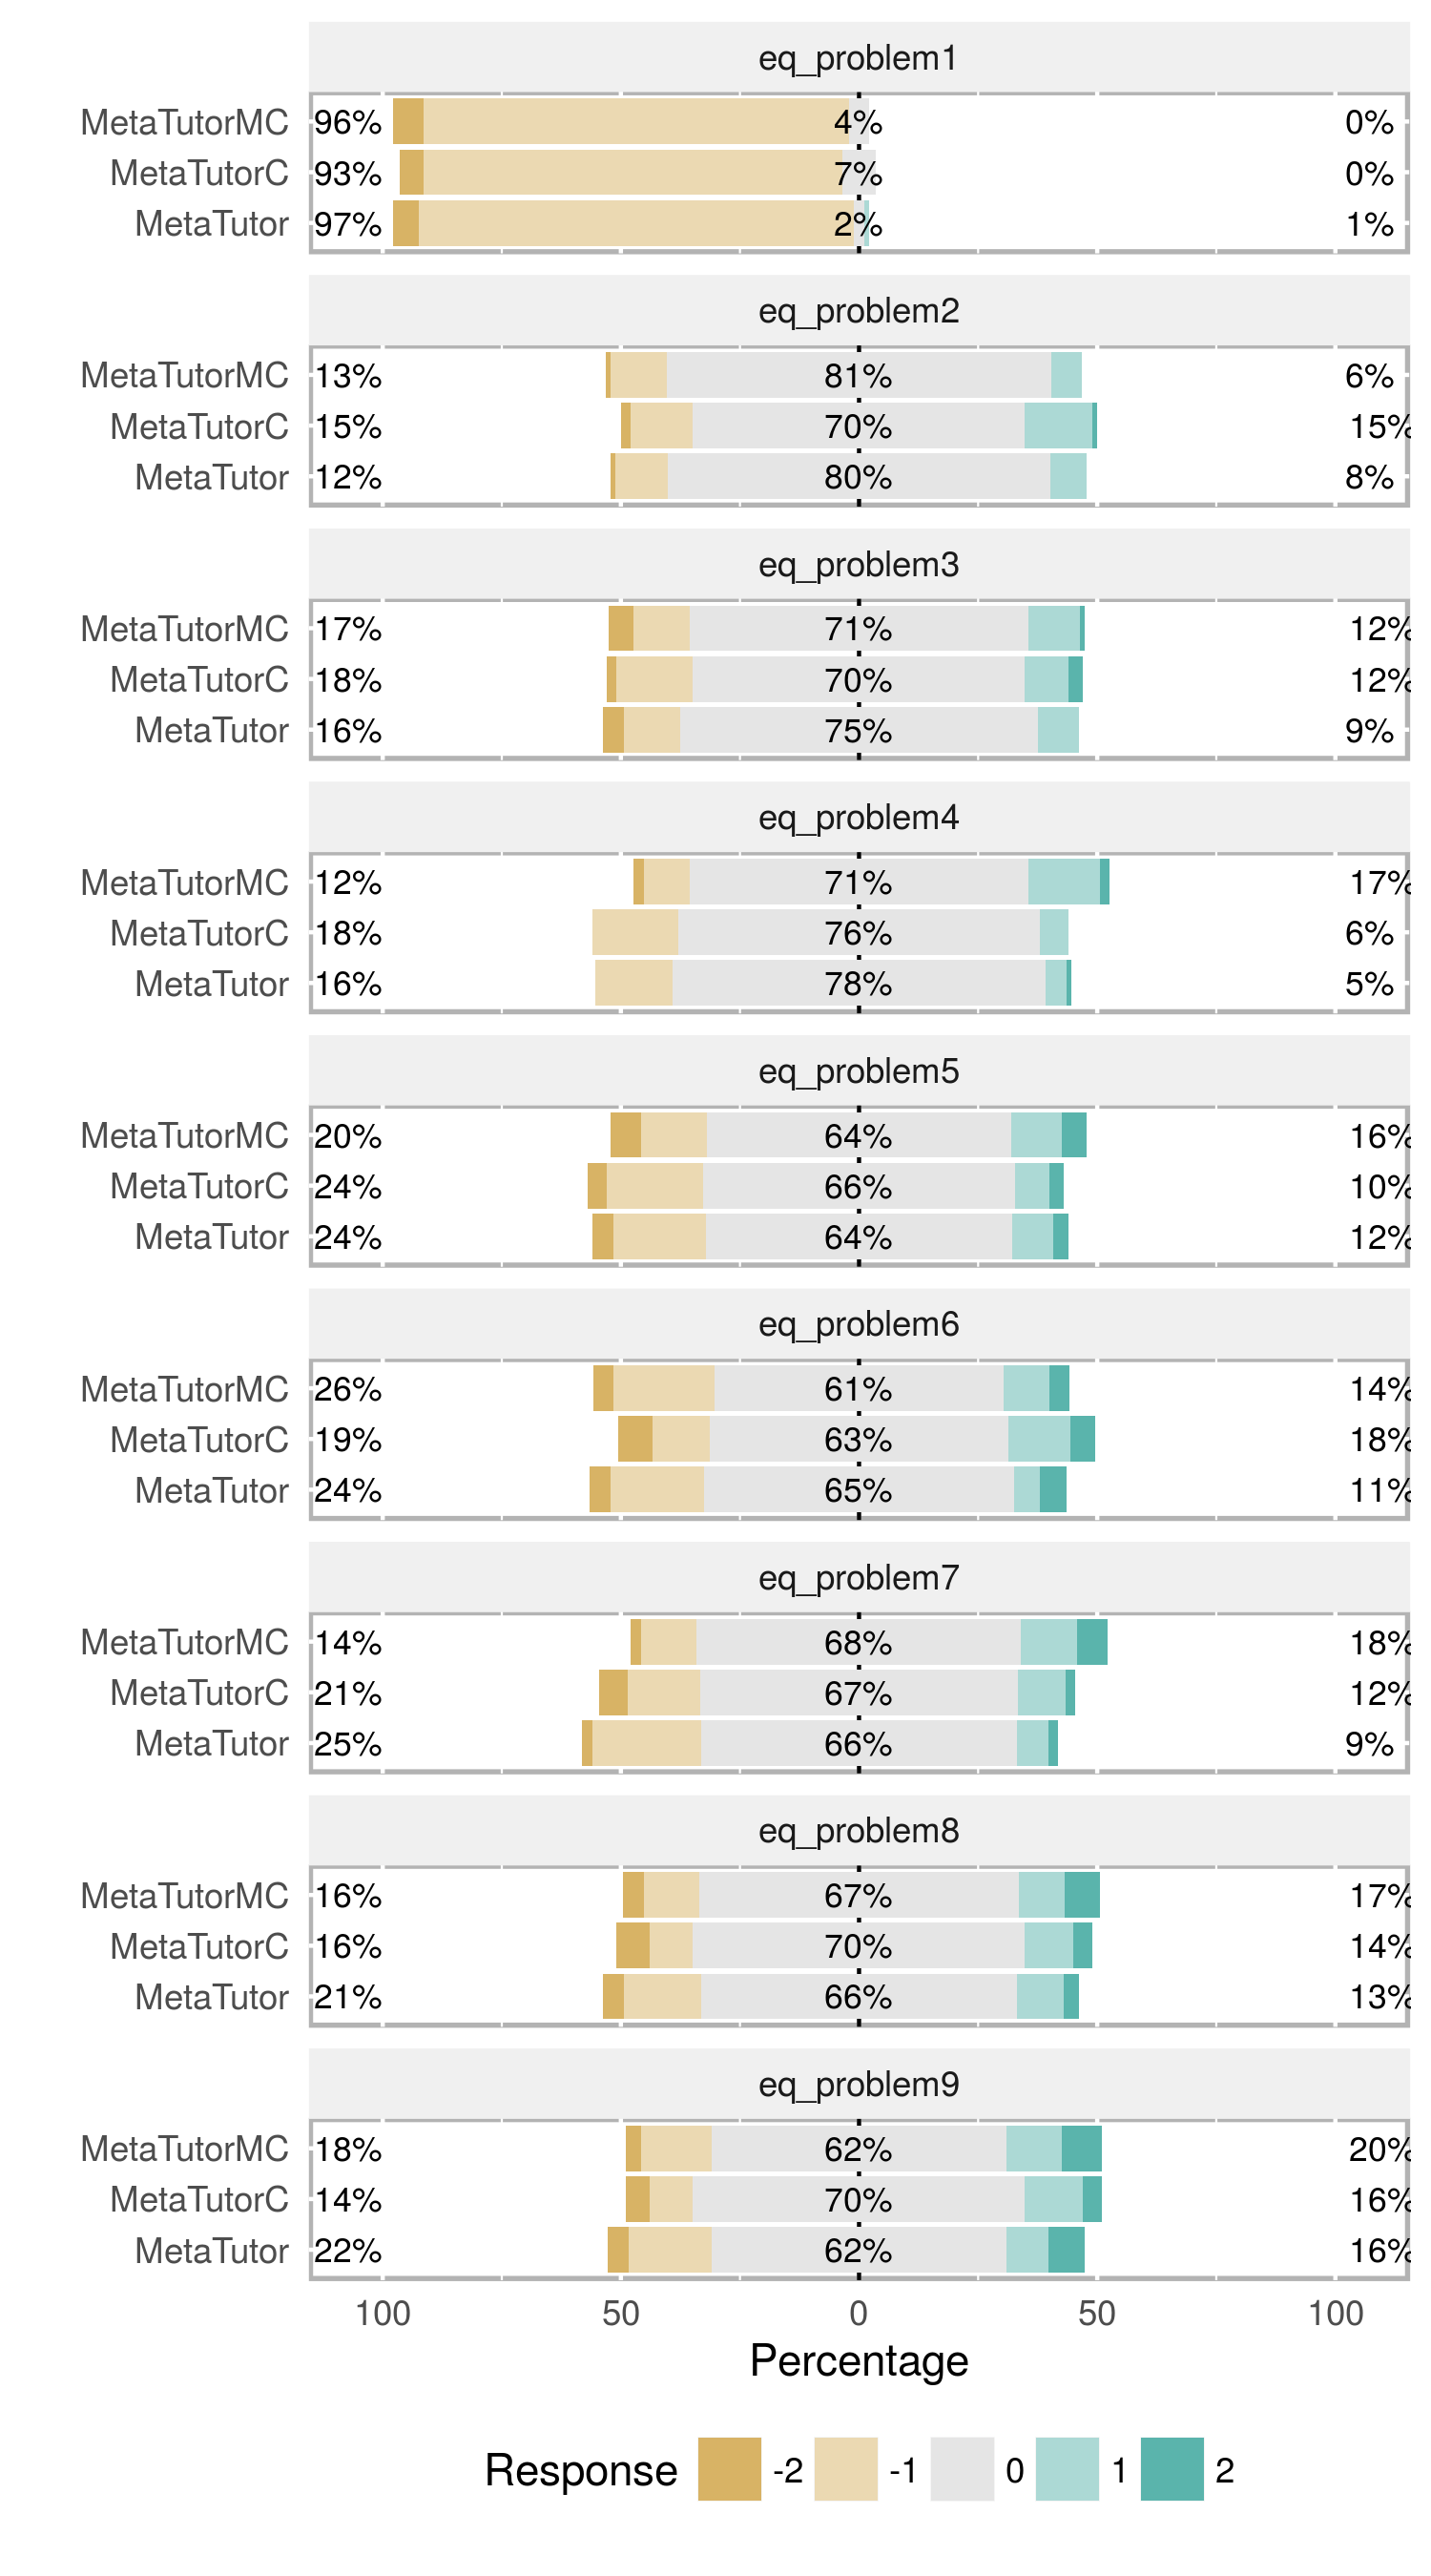 eq_problem1
MetaTutorMC 96% 4% 0%
MetaTutorC 93% 7% 0%
MetaTutor 97% 2% 1%
eq_problem2
MetaTutorMC 13% 81% 6%
MetaTutorC 15% 70% 15%
MetaTutor 12% 80% 8%
eq_problem3
MetaTutorMC 17% 71% 12%
MetaTutorC 18% 70% 12%
MetaTutor 16% 75% 9%
eq_problem4
MetaTutorMC 12% 71% 17%
MetaTutorC 18% 76% 6%
MetaTutor 16% 78% 5%
eq_problem5
MetaTutorMC 20% 64% 16%
MetaTutorC 24% 66% 10%
MetaTutor 24% 64% 12%
eq_problem6
MetaTutorMC 26% 61% 14%
MetaTutorC 19% 63% 18%
MetaTutor 24% 65% 11%
eq_problem7
MetaTutorMC 14% 68% 18%
MetaTutorC 21% 67% 12%
MetaTutor 25% 66% 9%
eq_problem8
MetaTutorMC 16% 67% 17%
MetaTutorC 16% 70% 14%
MetaTutor 21% 66% 13%
eq_problem9
MetaTutorMC 18% 62% 20%
MetaTutorC 14% 70% 16%
MetaTutor 22% 62% 16%
100 50 0 50 100
Percentage
Response -2 -1 0 1 2